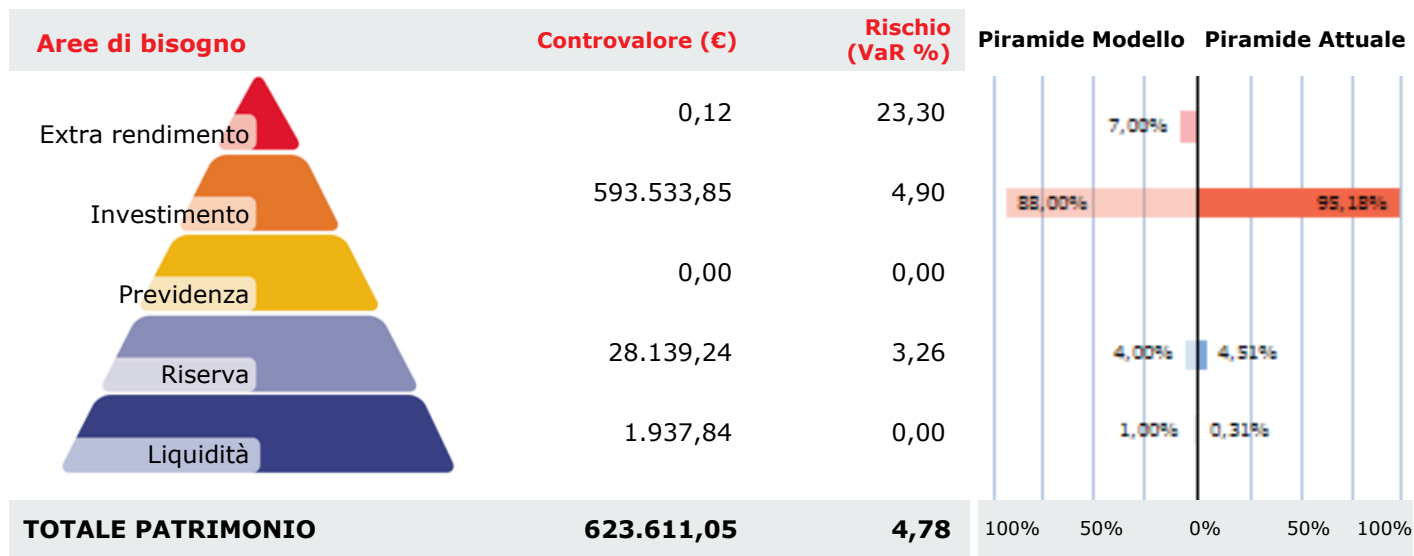 Aree di bisogno Controvalore (€) Rischio (VaR %) Piramide Modello Piramide Attuale
Extra rendimento 0,12 23,30 7,00%
Investimento 593.533,85 4,90 88,00% 95,18%
Previdenza 0,00 0,00
Riserva 28.139,24 3,26 4,00% 4,51%
Liquidità 1.937,84 0,00 1,00% 0,31%
TOTALE PATRIMONIO 623.611,05 4,78 100% 50% 0% 50% 100%